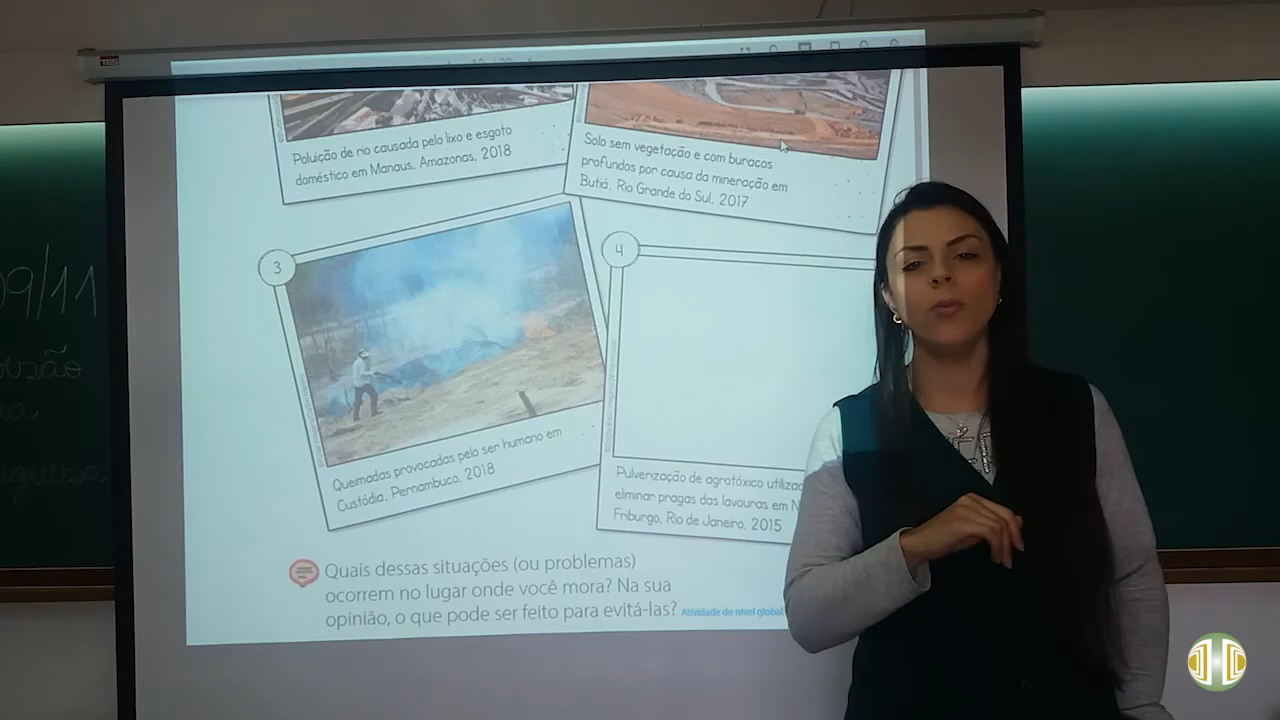 TES
Poluição de rio causada pelo lixo e esgoto
doméstico em Manaus, Amazonas, 2018
Solo sem vegetação e com buracos
profundos por causa da mineração em
Butiá, Rio Grande do Sul, 2017
09/11
3
4
Queimadas provocadas pelo ser humano em
Custódia, Pernambuco, 2018
Pulverização de agrotóxico
eliminar pragas das lavouras em
Friburgo, Rio de Janeiro, 2015
Quais dessas situações (ou problemas)
ocorrem no lugar onde você mora? Na sua
opinião, o que pode ser feito para evitá-las? Atividade de nível global